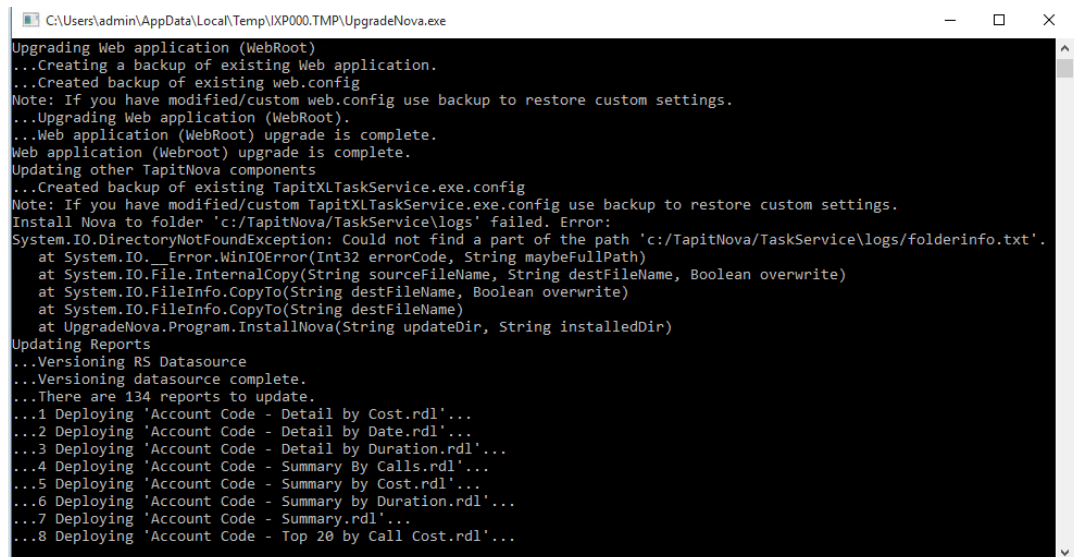 C:\Users\admin\AppData\Local\Temp\IXP000.TMP\UpgradeNova.exe
Upgrading Web application (WebRoot)
...Creating a backup of existing Web application.
...Created backup of existing web.config
Note: If you have modified/custom web.config use backup to restore custom settings.
...Upgrading Web application (WebRoot).
...Web application (WebRoot) upgrade is complete.
Web application (Webroot) upgrade is complete.
Updating other TapitNova components
...Created backup of existing TapitXLTaskService.exe.config
Note: If you have modified/custom TapitXLTaskService.exe.config use backup to restore custom settings.
Install Nova to folder 'c:/TapitNova/TaskService\logs' failed. Error:
System.IO.DirectoryNotFoundException: Could not find a part of the path 'c:/TapitNova/TaskService\logs/folderinfo.txt'.
   at System.IO.__Error.WinIOError(Int32 errorCode, String maybeFullPath)
   at System.IO.File.InternalCopy(String sourceFileName, String destFileName, Boolean overwrite)
   at System.IO.FileInfo.CopyTo(String destFileName, Boolean overwrite)
   at System.IO.FileInfo.CopyTo(String destFileName)
   at UpgradeNova.Program.InstallNova(String updateDir, String installedDir)
Updating Reports
...Versioning RS Datasource
...Versioning datasource complete.
...There are 134 reports to update.
...1 Deploying 'Account Code - Detail by Cost.rdl'...
...2 Deploying 'Account Code - Detail by Date.rdl'...
...3 Deploying 'Account Code - Detail by Duration.rdl'...
...4 Deploying 'Account Code - Summary By Calls.rdl'...
...5 Deploying 'Account Code - Summary by Cost.rdl'...
...6 Deploying 'Account Code - Summary by Duration.rdl'...
...7 Deploying 'Account Code - Summary.rdl'...
...8 Deploying 'Account Code - Top 20 by Call Cost.rdl'...